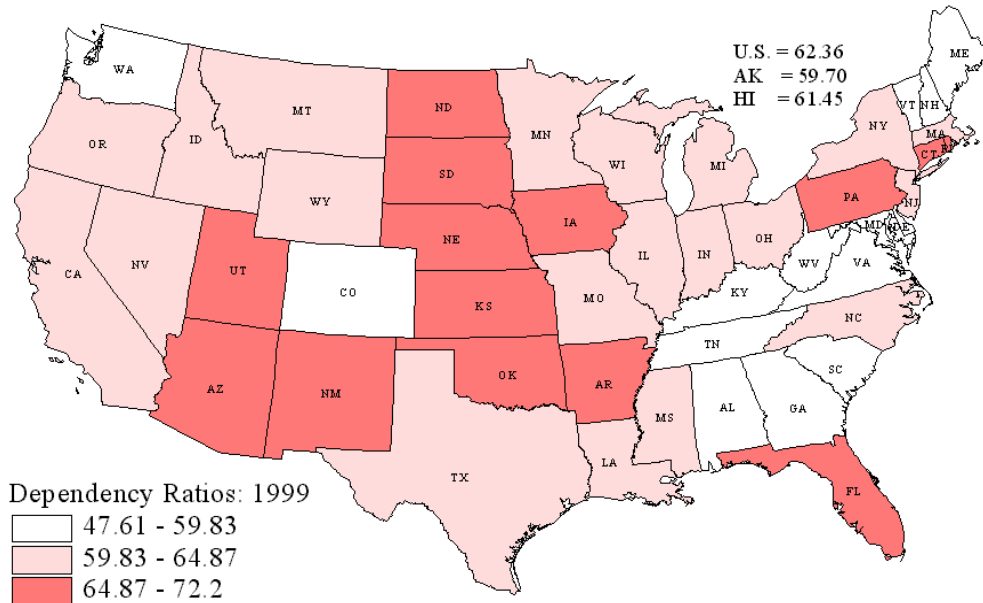 U.S. = 62.36
AK = 59.70
HI = 61.45
WA
ME
MT
ND
VT
NH
OR
ID
MN
NY
MA
WI
MI
CT
RI
SD
WY
PA
IA
NJ
NE
OH
MD
DE
IL
IN
NV
UT
CA
CO
WV
VA
KS
MO
KY
NC
TN
OK
AZ
NM
AR
SC
MS
AL
GA
LA
TX
FL
Dependency Ratios: 1999
47.61 - 59.83
59.83 - 64.87
64.87 - 72.2